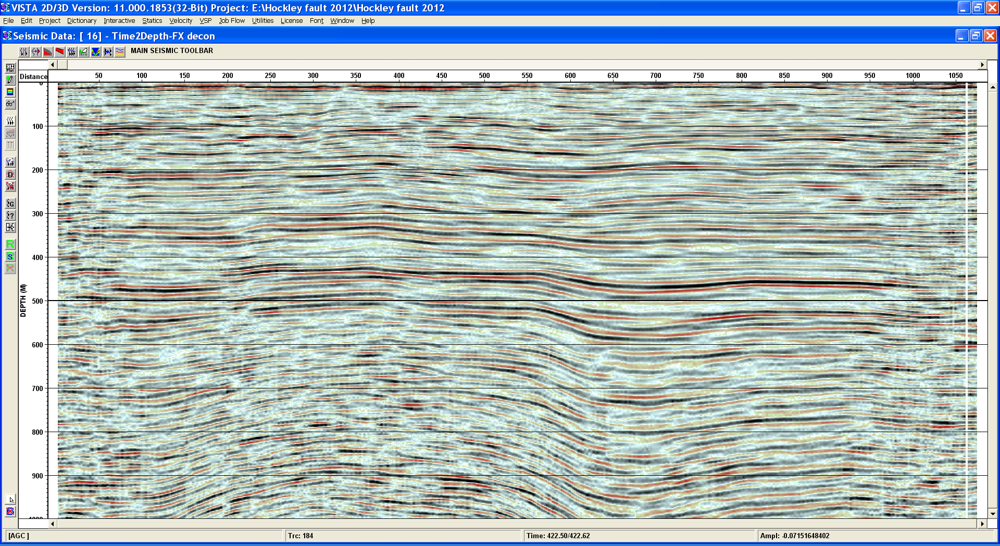 VISTA 2D/3D Version: 11.000.1853(32-Bit) Project: E:\Hockley fault 2012\Hockley fault 2012
File Edit Project Dictionary Interactive Statics Velocity VSP Job Flow Utilities License Font Window Help
Seismic Data: [ 16] - Time2Depth-FX decon
MAIN SEISMIC TOOLBAR
Distance 50 100 150 200 250 300 350 400 450 500 550 600 650 700 750 800 850 900 950 1000 1050
0
100
200
300
400
500
600
700
800
900
1000
DEPTH (M)
Plot
D
G
?
R
S
[AGC ] Trc: 184 Time: 422.50/422.62 Ampl: -0.07151648402